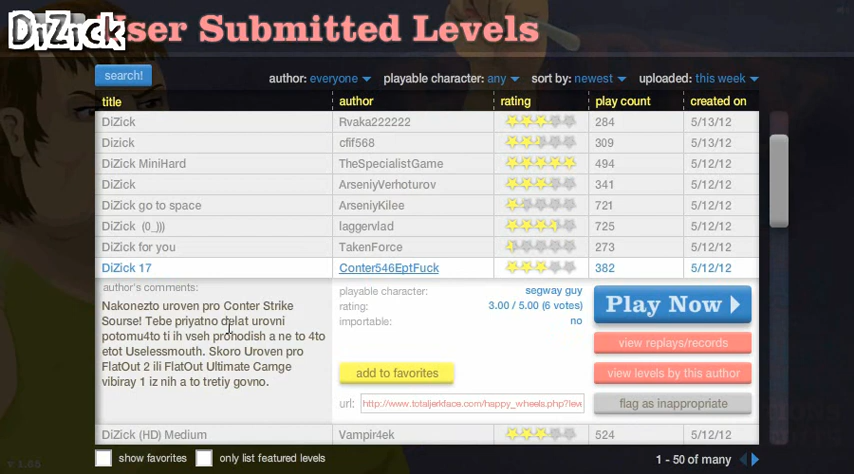 DiZick
User Submitted Levels
search!
author: everyone
playable character: any
sort by: newest
uploaded: this week
title author rating play count created on
DiZick Rvaka222222 284 5/13/12
Dizick cfif568 309 5/13/12
DiZick MiniHard TheSpecialistGame 494 5/12/12
DiZick ArseniyVerhoturov 341 5/12/12
DiZick go to space ArseniyKilee 721 5/12/12
DiZick (0_))) laggervlad 725 5/12/12
DiZick for you TakenForce 273 5/12/12
DiZick 17 Conter546EptFuck 382 5/12/12
author's comments:
Nakonezto uroven pro Conter Strike
Sourse! Tebe priyatno delat urovni
potomu4to ti ih vseh prohodish a ne to 4to
etot Uselessmouth. Skoro Uroven pro
FlatOut 2 ili FlatOut Ultimate Carnge
vibiray 1 iz nih a to tretiy govno.
playable character: segway guy
rating: 3.00 / 5.00 (6 votes)
importable: no
add to favorites
url: http://www.totaljerkface.com/happy_wheels.php?leve
Play Now
view replays/records
view levels by this author
flag as inappropriate
DiZick (HD) Medium Vampir4ek 524 5/12/12
show favorites
only list featured levels
1 - 50 of many
v 1.65